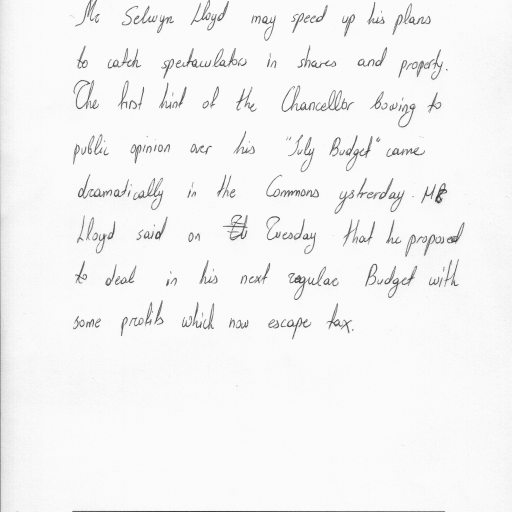 Mr Selwyn Lloyd may speed up his plans
to catch spectawlators in shares and property.
The first hint of the Chancellor bowing to
public opinion over his "July Budget" came
dramatically in the Commons ystrerday. MR
Lloyd said on Tuesday that he proposed
to deal in his next regular Budget with
some profits which now escape tax.